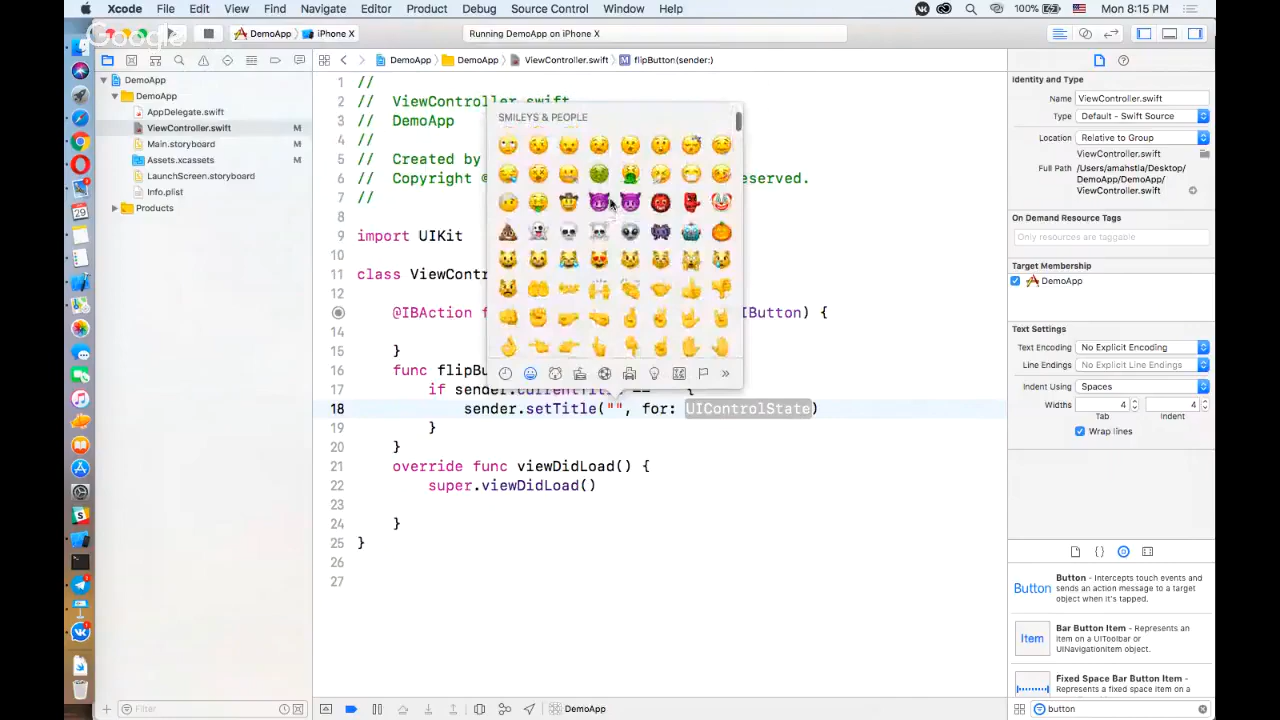 Xcode File Edit View Find Navigate Editor Product Debug Source Control Window Help 100% Mon 8:15 PM
Google
DemoApp iPhone X
Running DemoApp on iPhone X
DemoApp DemoApp ViewController.swift M flipButton(sender:)
DemoApp
DemoApp
AppDelegate.swift
ViewController.swift M
Main.storyboard M
Assets.xcassets M
LaunchScreen.storyboard
Info.plist
Products
Filter
1 //
2 // ViewController.swift
3 // DemoApp
4 //
5 // Created by
6 // Copyright © reserved.
7 //
8
9 import UIKit
10
11 class ViewCont
12
@IBAction IButton) {
14
15 }
16 func flipBu
17 if sender.currentTit == {
18 sender.setTitle("", for: UIControlState)
19 }
20 }
21 override func viewDidLoad() {
22 super.viewDidLoad()
23
24 }
25 }
26
27
SMILEYS & PEOPLE
Identity and Type
Name ViewController.swift
Type Default - Swift Source
Location Relative to Group
ViewController.swift
Full Path /Users/amanstla/Desktop/
DemoApp/DemoApp/
ViewController.swift
On Demand Resource Tags
Only resources are taggable
Target Membership
DemoApp
Text Settings
Text Encoding No Explicit Encoding
Line Endings No Explicit Line Endings
Indent Using Spaces
Widths 4 4
Tab Indent
Wrap lines
{ }
Button
Button - Intercepts touch events and
sends an action message to a target
object when it's tapped.
Item
Bar Button Item - Represents an
item on a UIToolbar or
UINavigationItem object.
Fixed Space Bar Button Item -
Represents a fixed space item on a
button
DemoApp